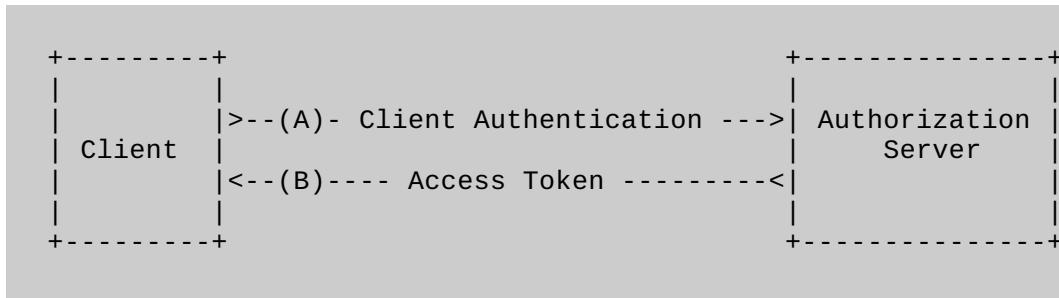 +---------+                                  +---------------+
|         |                                  |               |
|         |>--(A)- Client Authentication --->| Authorization |
| Client  |                                  |     Server    |
|         |<--(B)---- Access Token ---------<|               |
|         |                                  |               |
+---------+                                  +---------------+